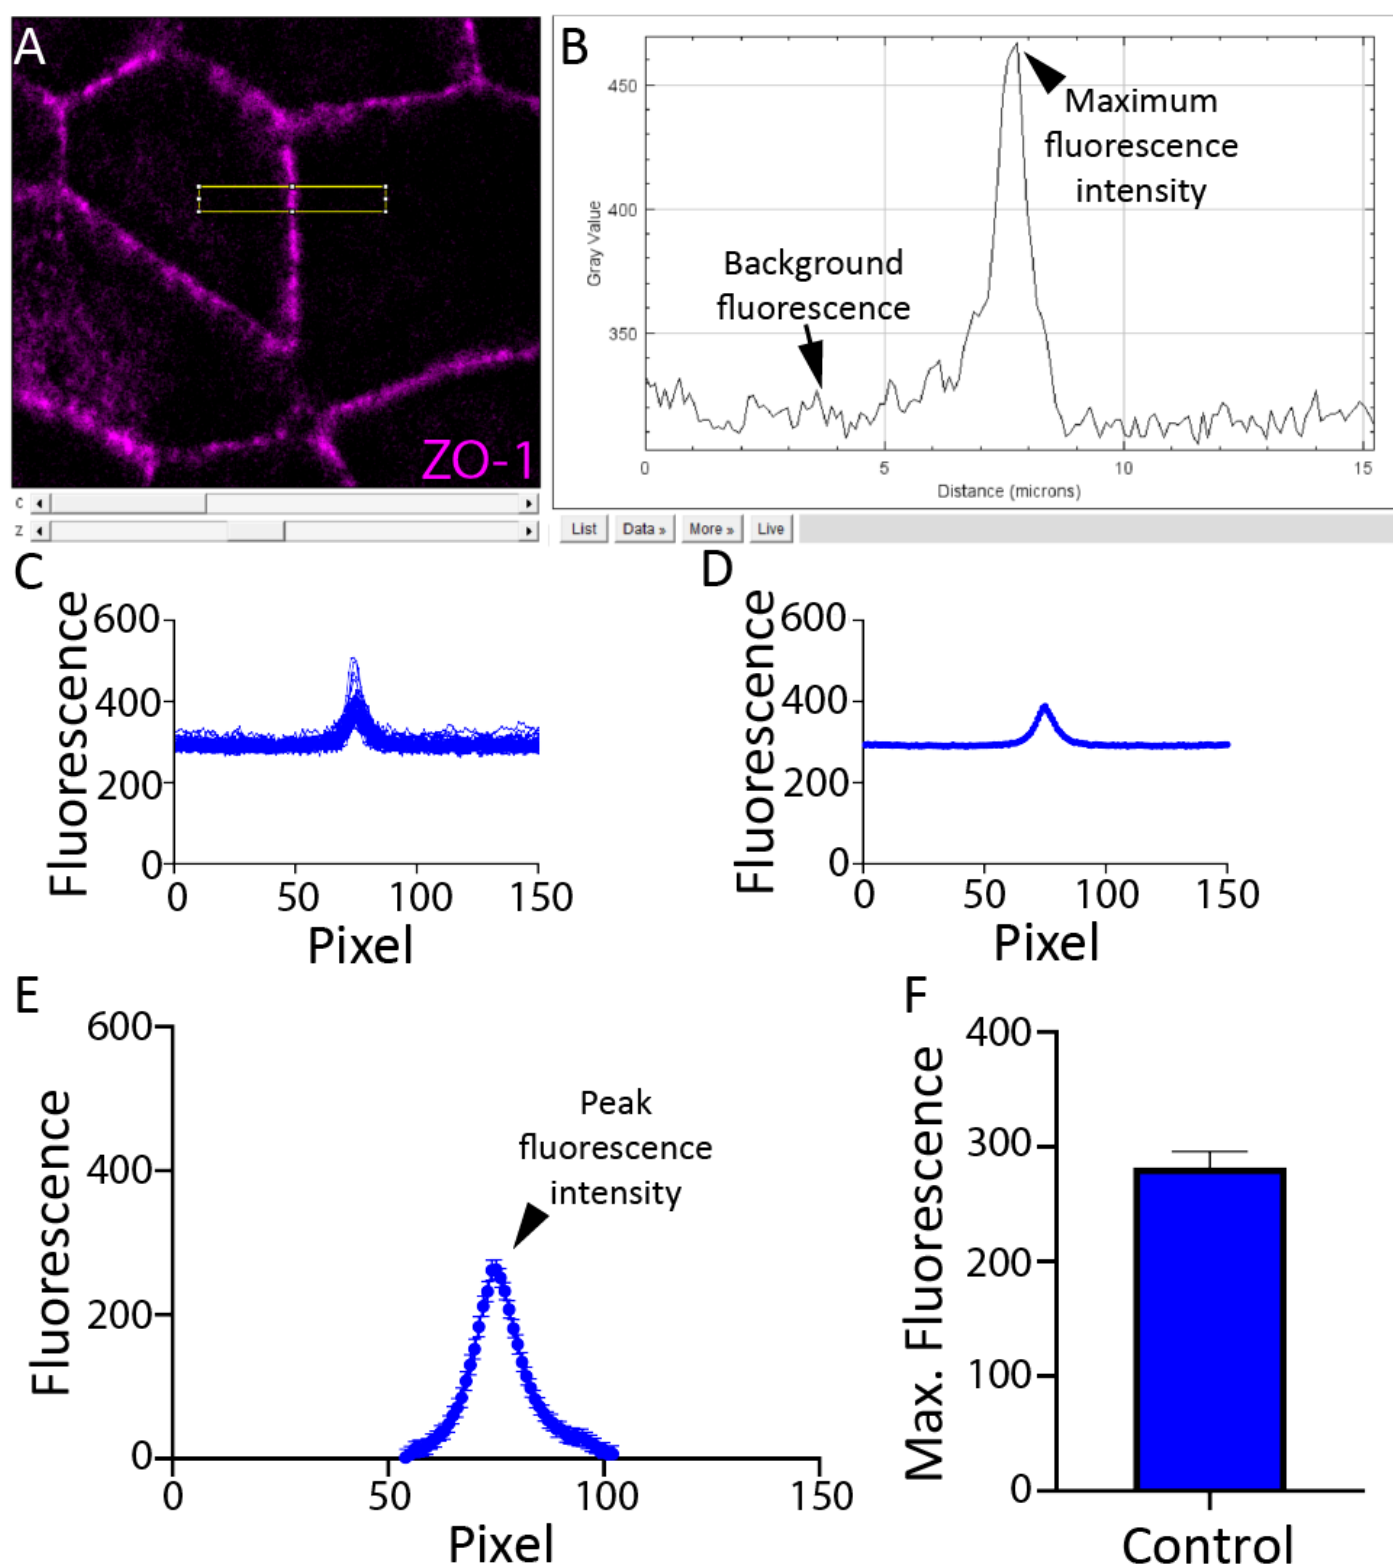 A
ZO-1
c
z
B
450
400
350
Gray Value
0
5
10
15
Distance (microns)
Maximum
fluorescence
intensity
Background
fluorescence
List
Data »
More »
Live
C
Fluorescence
600
400
200
0
0
50
100
150
Pixel
D
Fluorescence
600
400
200
0
0
50
100
150
Pixel
E
Fluorescence
600
400
200
0
0
50
100
150
Pixel
Peak
fluorescence
intensity
F
Max. Fluorescence
400
300
200
100
0
Control